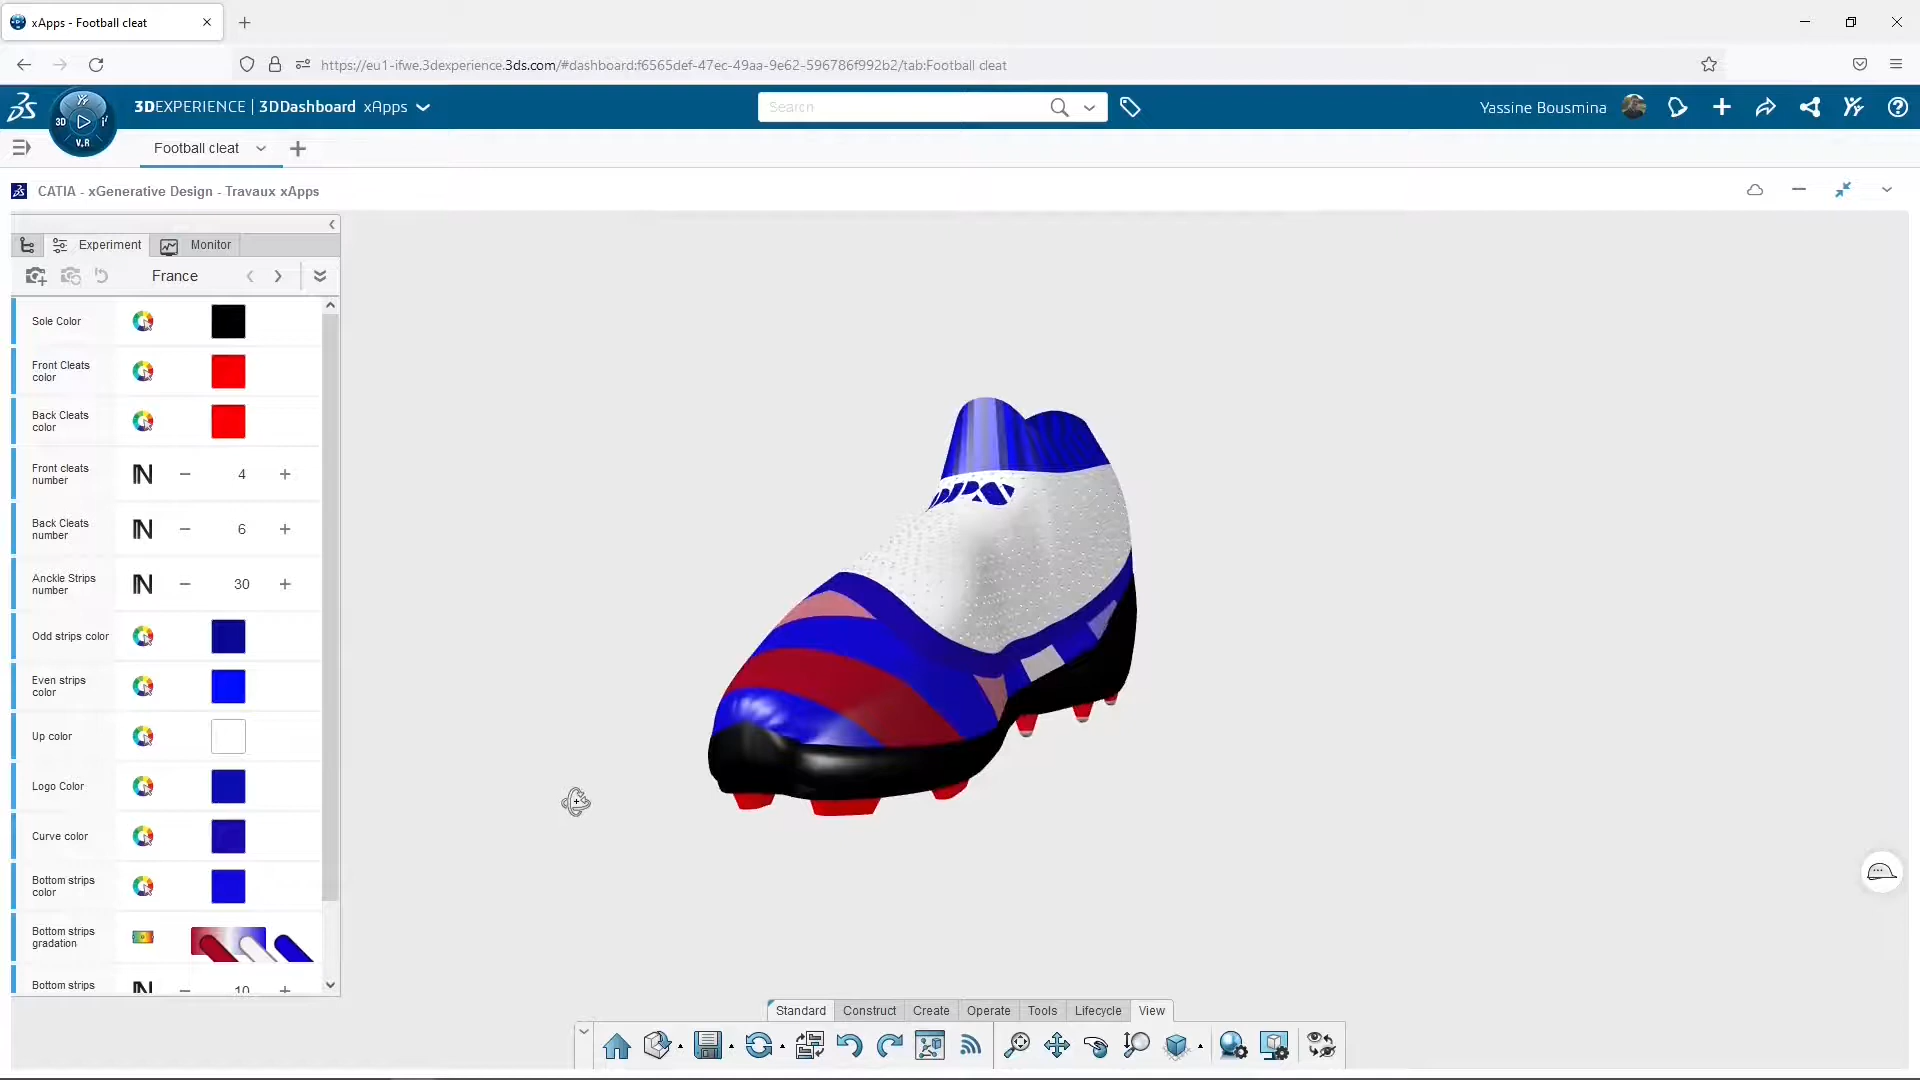 xApps - Football cleat
https://eu1-ifwe.3dexperience.3ds.com/#dashboard:f6565def-47ec-49aa-9e62-596786f992b2/tab:Football cleat
3DEXPERIENCE | 3DDashboard xApps
Search
Yassine Bousmina
3D
V.R
Football cleat
CATIA - xGenerative Design - Travaux xApps
Experiment
Monitor
France
Sole Color
Front Cleats
color
Back Cleats
color
Front cleats
number
4
Back Cleats
number
6
Anckle Strips
number
30
Odd strips color
Even strips
color
Up color
Logo Color
Curve color
Bottom strips
color
Bottom strips
gradation
Bottom strips
10
Standard
Construct
Create
Operate
Tools
Lifecycle
View